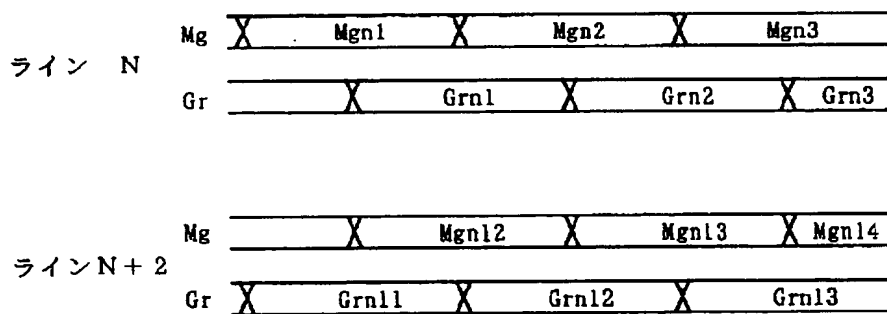 Mg Mgn1 Mgn2 Mgn3
ライン N
Gr Grn1 Grn2 Grn3
Mg Mgn12 Mgn13 Mgn14
ラインN+2
Gr Grn11 Grn12 Grn13